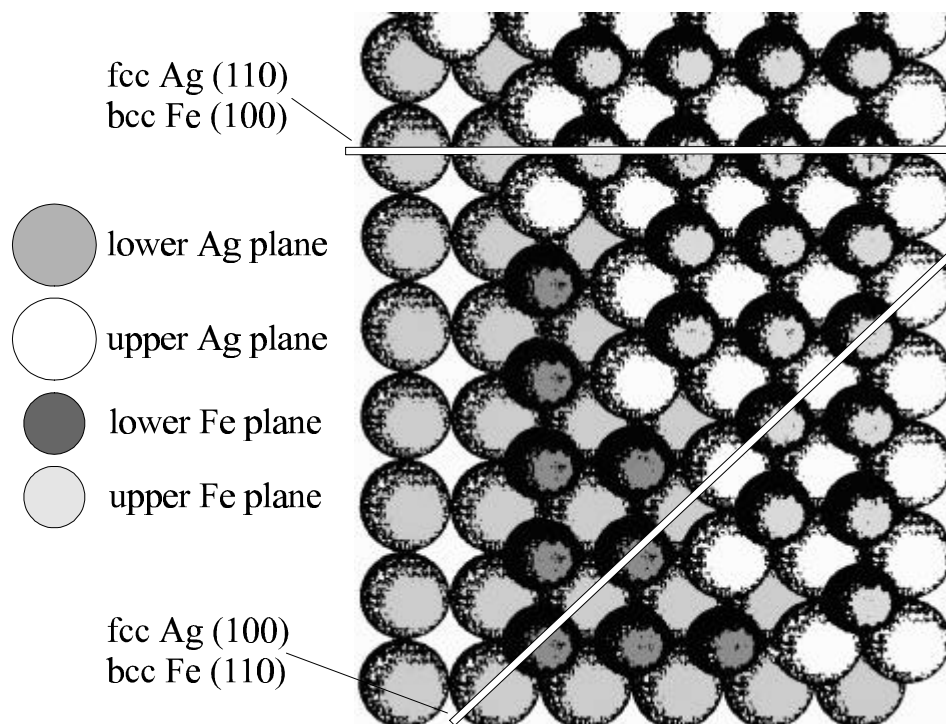 fcc Ag (110)
bcc Fe (100)
lower Ag plane
upper Ag plane
lower Fe plane
upper Fe plane
fcc Ag (100)
bcc Fe (110)